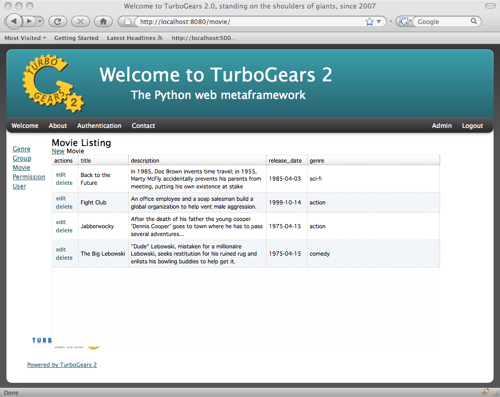 Welcome to TurboGears 2.0, standing on the shoulders of giants, since 2007
http://localhost:8080/movie/
Google
Most Visited
Getting Started
Latest Headlines
http://localhost:500...
TURBO
GEARS
2
Welcome to TurboGears 2
The Python web metaframework
Welcome About Authentication Contact Admin Logout
Genre
Group
Movie
Permission
User
Movie Listing
New Movie
actions title description release_date genre
edit
delete
Back to the
Future
In 1985, Doc Brown invents time travel; in 1955,
Marty McFly accidentally prevents his parents from
meeting, putting his own existence at stake
1985-04-03
sci-fi
edit
delete
Fight Club
An office employee and a soap salesman build a
global organization to help vent male aggression.
1999-10-14
action
edit
delete
Jabberwocky
After the death of his father the young cooper
'Dennis Cooper' goes to town where he has to pass
several adventures...
1975-04-15
action
edit
delete
The Big Lebowski
"Dude" Lebowski, mistaken for a millionaire
Lebowski, seeks restitution for his ruined rug and
enlists his bowling buddies to help get it.
1975-04-15
comedy
TURB
Powered by TurboGears 2
Done